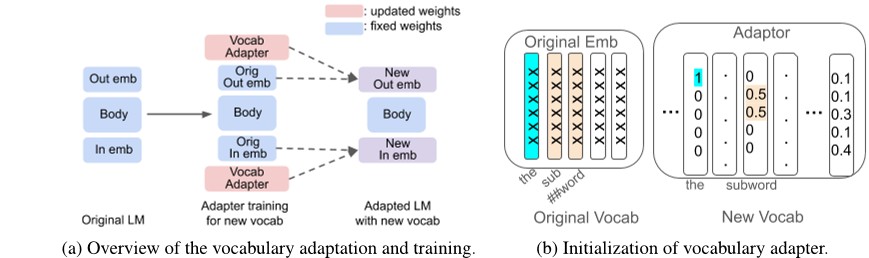 : updated weights
: fixed weights
Vocab
Adapter
Out emb
Orig
Out emb
New
Out emb
Body
Body
Body
In emb
Orig
In emb
New
In emb
Vocab
Adapter
Original LM
Adapter training
for new vocab
Adapted LM
with new vocab
(a) Overview of the vocabulary adaptation and training.
Original Emb
X X X X X
X X X X X
X X X X X
X X X X X
X X X X X
X X X X X
the
sub
##word
Original Vocab
Adaptor
1 . 0 . 0.1
0 0.5 0.1
... 0 . 0.5 . ... 0.3
0 0 0.1
0 . 0 . 0.4
the subword
New Vocab
(b) Initialization of vocabulary adapter.